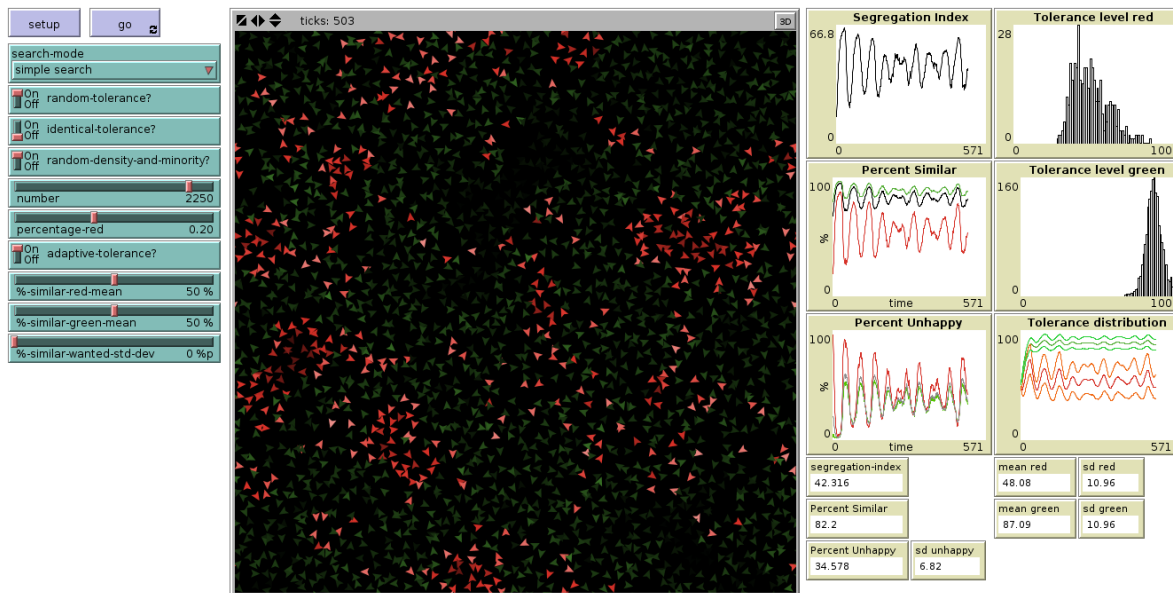 setup
go
search-mode
simple search
On
Off
random-tolerance?
On
Off
identical-tolerance?
On
Off
random-density-and-minority?
number
2250
percentage-red
0.20
On
Off
adaptive-tolerance?
%-similar-red-mean
50 %
%-similar-green-mean
50 %
%-similar-wanted-std-dev
0 %p
ticks: 503
3D
Segregation Index
66.8
0
0
571
Tolerance level red
28
0
0
100
Percent Similar
100
%
0
0
time
571
Tolerance level green
160
0
0
100
Percent Unhappy
100
%
0
0
time
571
Tolerance distribution
100
0
0
571
segregation-index
42.316
mean red
48.08
sd red
10.96
Percent Similar
82.2
mean green
87.09
sd green
10.96
Percent Unhappy
34.578
sd unhappy
6.82